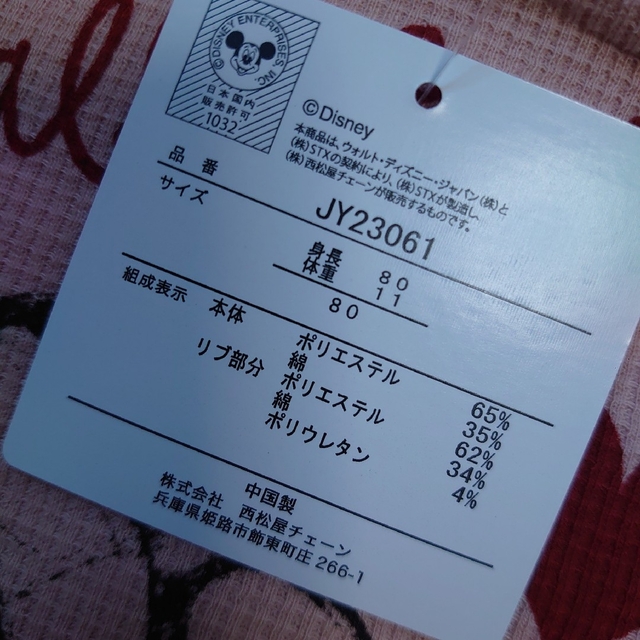 © DISNEY ENTERPRISES, INC.
日本国内
販売許可
1032
©Disney
本商品は、ウォルト・ディズニー・ジャパン(株)と
(株)STXの契約により、(株)STXが製造し
(株)西松屋チェーンが販売するものです。
品番 JY23061
サイズ 身長 80
体重 11
80
組成表示 本体 ポリエステル 65%
綿 35%
リブ部分 ポリエステル 62%
綿 34%
ポリウレタン 4%
中国製
株式会社 西松屋チェーン
兵庫県姫路市飾東町庄 266-1